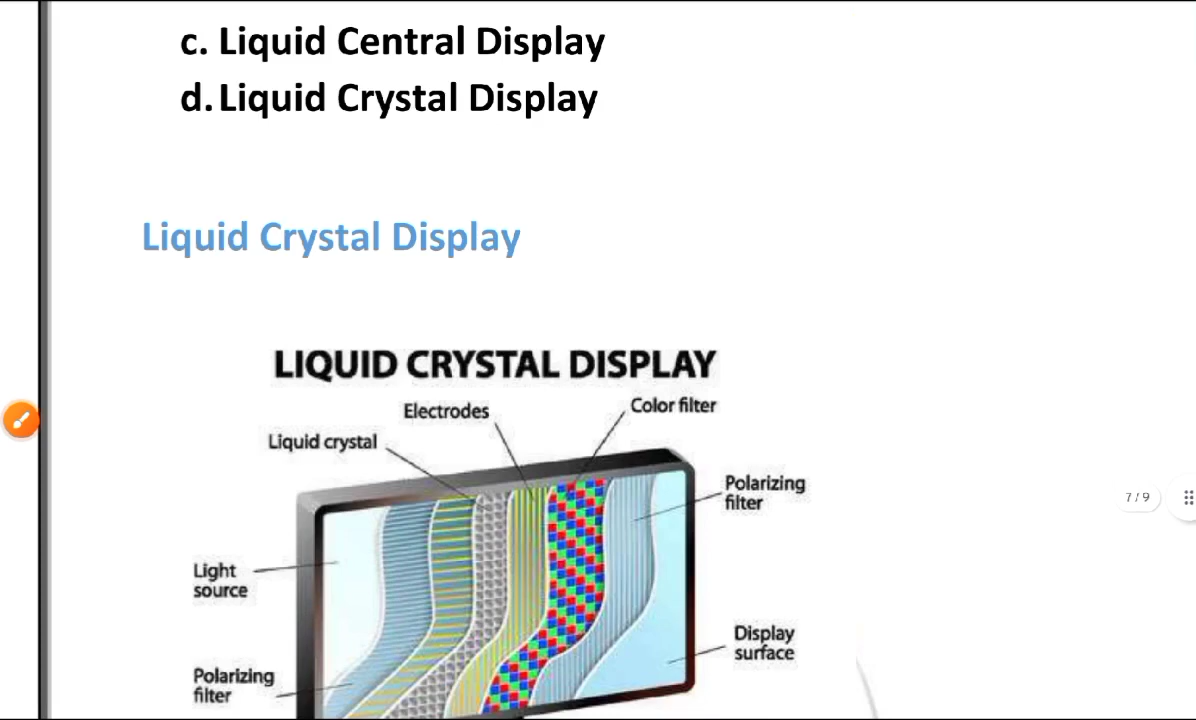 c. Liquid Central Display
d. Liquid Crystal Display
Liquid Crystal Display
LIQUID CRYSTAL DISPLAY
Electrodes
Color filter
Liquid crystal
Polarizing
filter
Light
source
Display
surface
Polarizing
filter
7/9